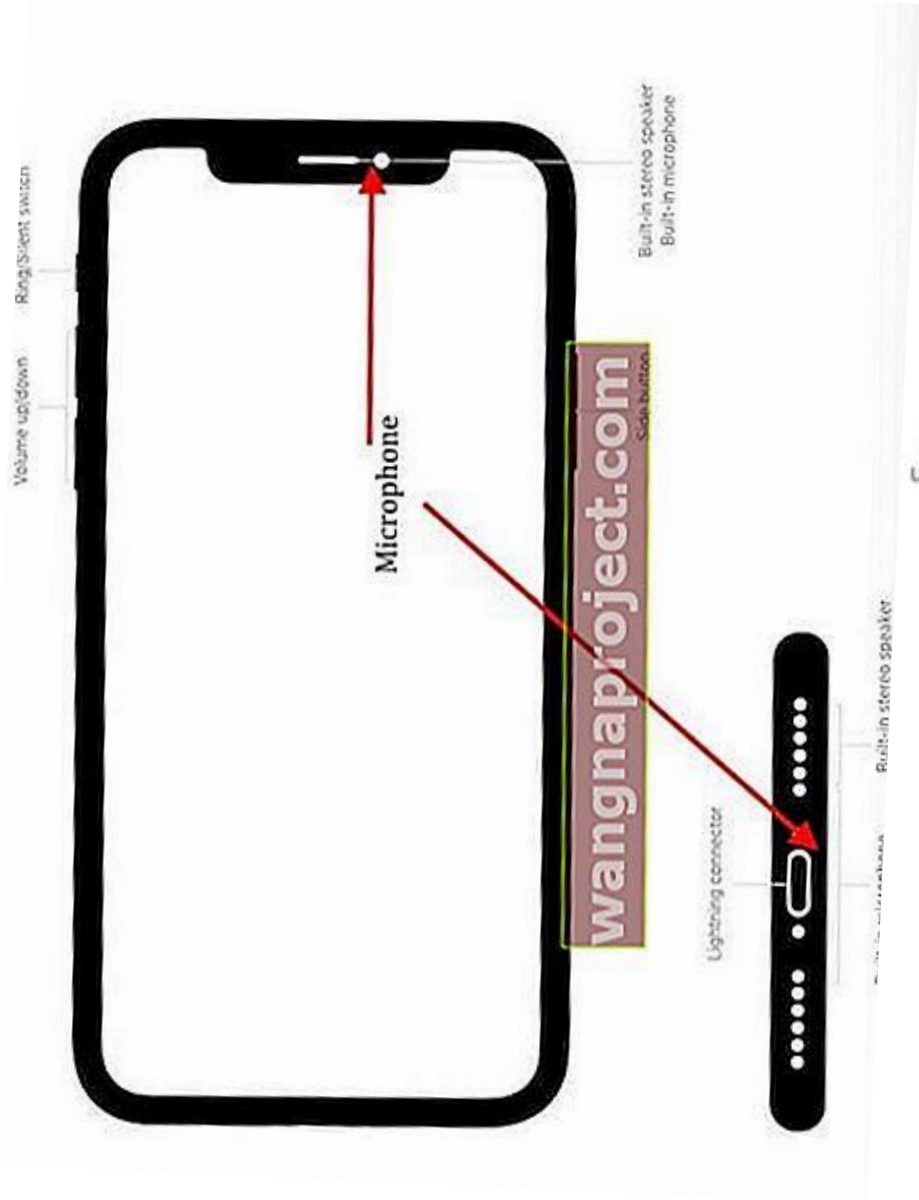 Built-in stereo speaker
Built-in microphone
Ring/Silent switch
Volume up/down
Side button
Microphone
wangnaproject.com
Lightning connector
Built-in stereo speaker